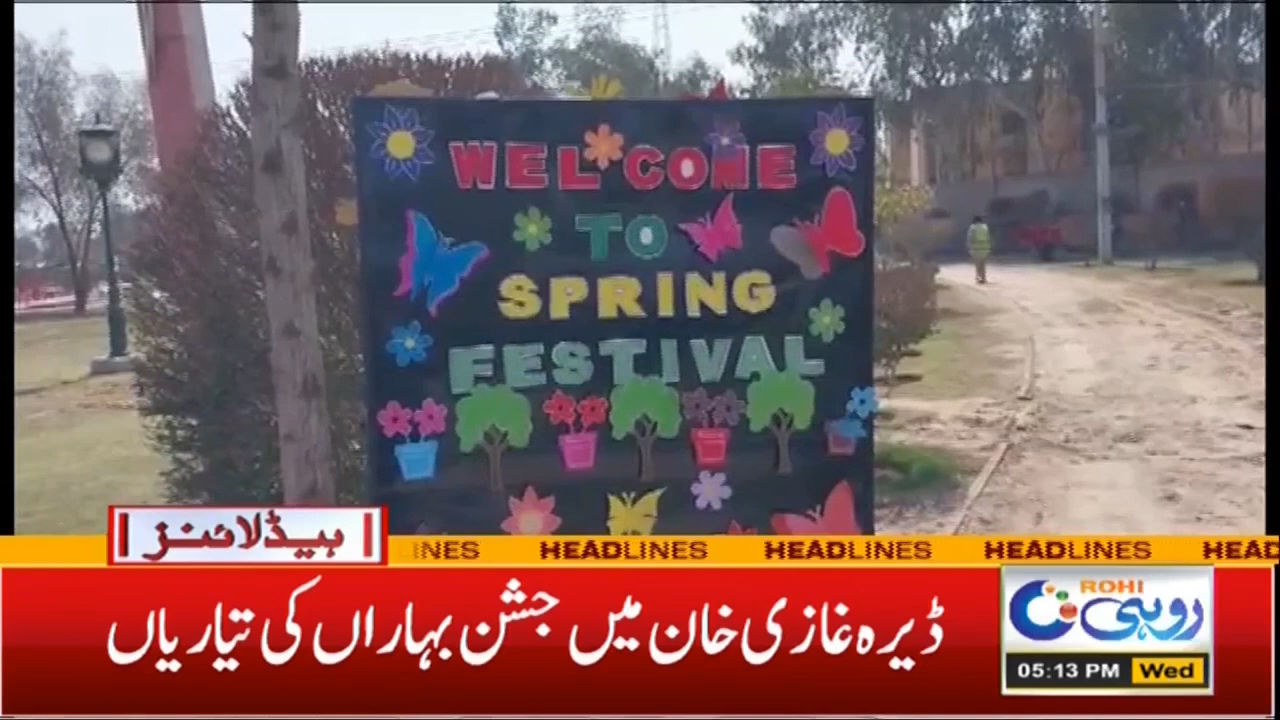 WELCOME
TO
SPRING
FESTIVAL
ہیڈلائنز
INES HEADLINES HEADLINES HEADLINES HEAD
ڈیرہ غازی خان میں جشن بہاراں کی تیاریاں
ROHI
روہی
05:13 PM Wed